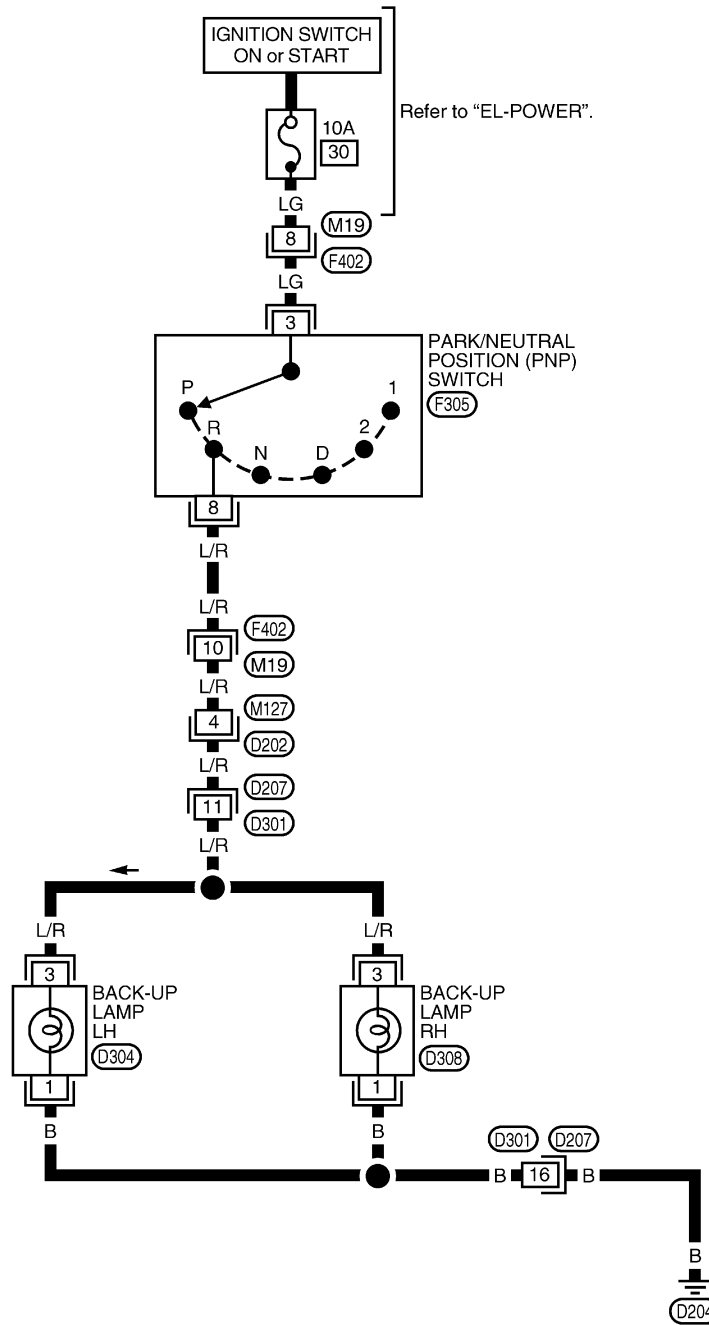 IGNITION SWITCH
ON or START
Refer to “EL-POWER”.
10A
30
LG
8
M19
F402
LG
3
PARK/NEUTRAL
POSITION (PNP)
SWITCH
F305
P
R
N
D
2
1
8
L/R
L/R
F402
10
M19
L/R
M127
4
D202
L/R
D207
11
D301
L/R
L/R
L/R
3
BACK-UP
LAMP
LH
D304
1
B
3
BACK-UP
LAMP
RH
D308
1
B
D301
D207
B
16
B
B
D204